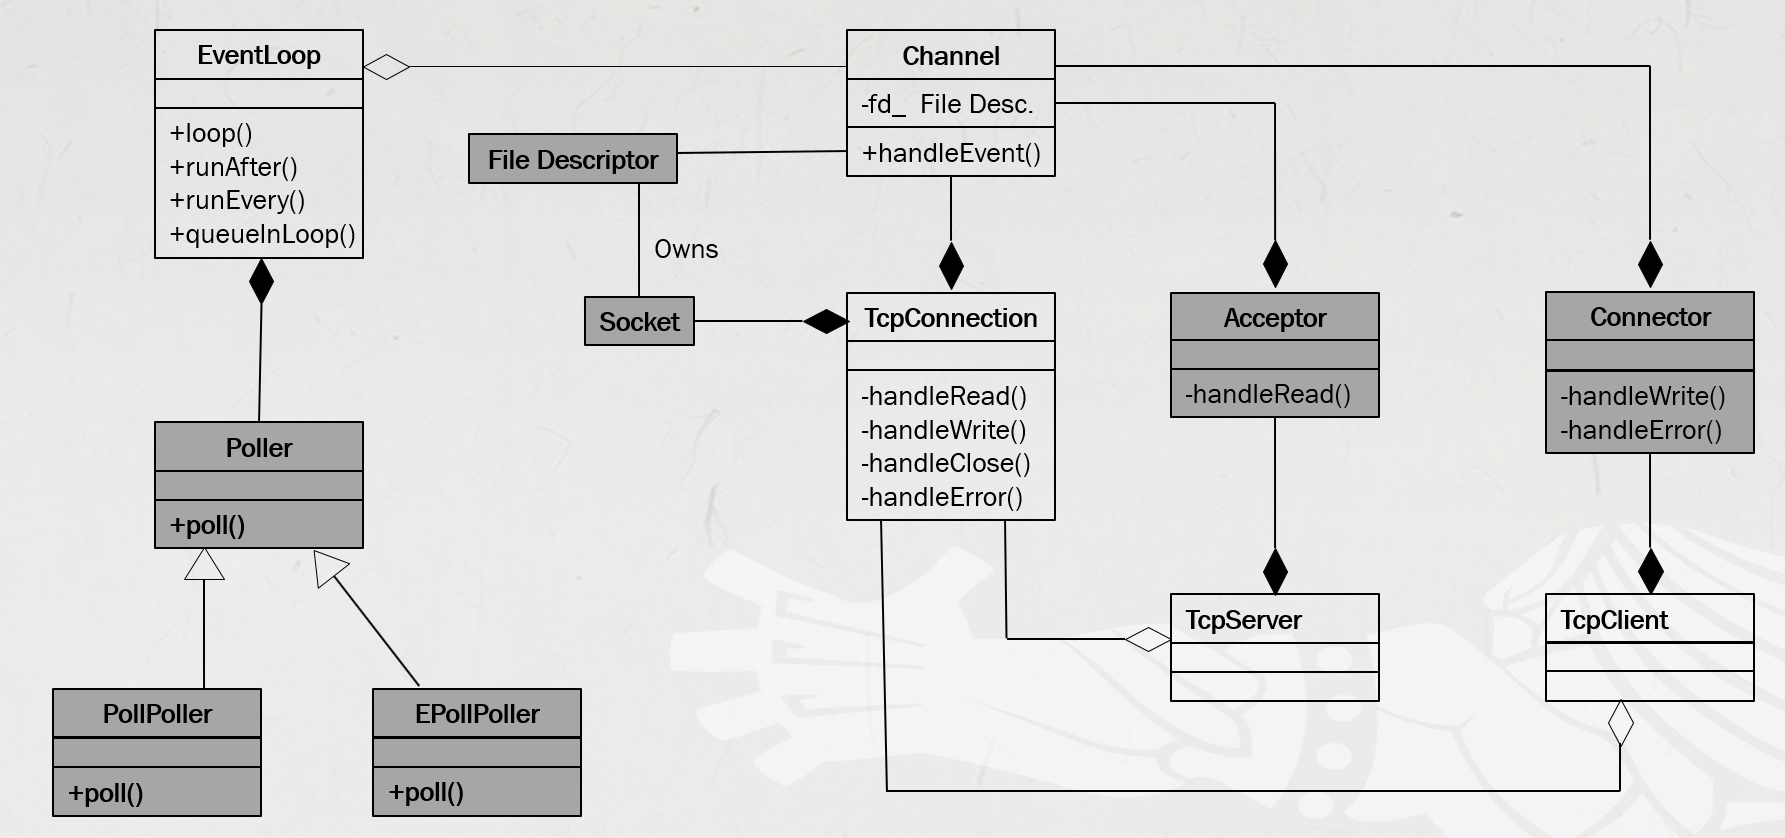 EventLoop
+loop()
+runAfter()
+runEvery()
+queueInLoop()
Channel
-fd_ File Desc.
+handleEvent()
File Descriptor
Owns
Socket
TcpConnection
-handleRead()
-handleWrite()
-handleClose()
-handleError()
Acceptor
-handleRead()
Connector
-handleWrite()
-handleError()
Poller
+poll()
TcpServer
TcpClient
PollPoller
+poll()
EPollPoller
+poll()